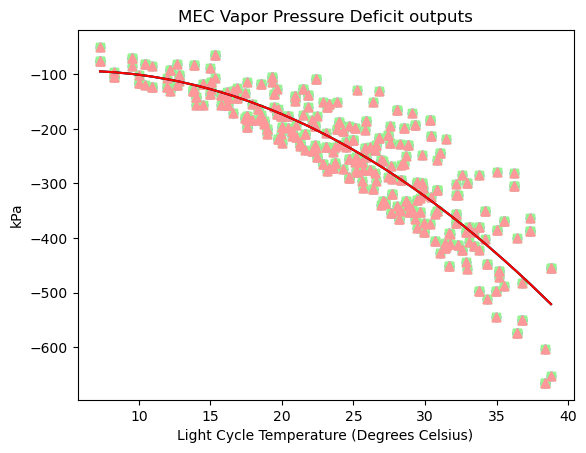 MEC Vapor Pressure Deficit outputs
−100
−200
−300
−400
−500
−600
kPa
10 15 20 25 30 35 40
Light Cycle Temperature (Degrees Celsius)